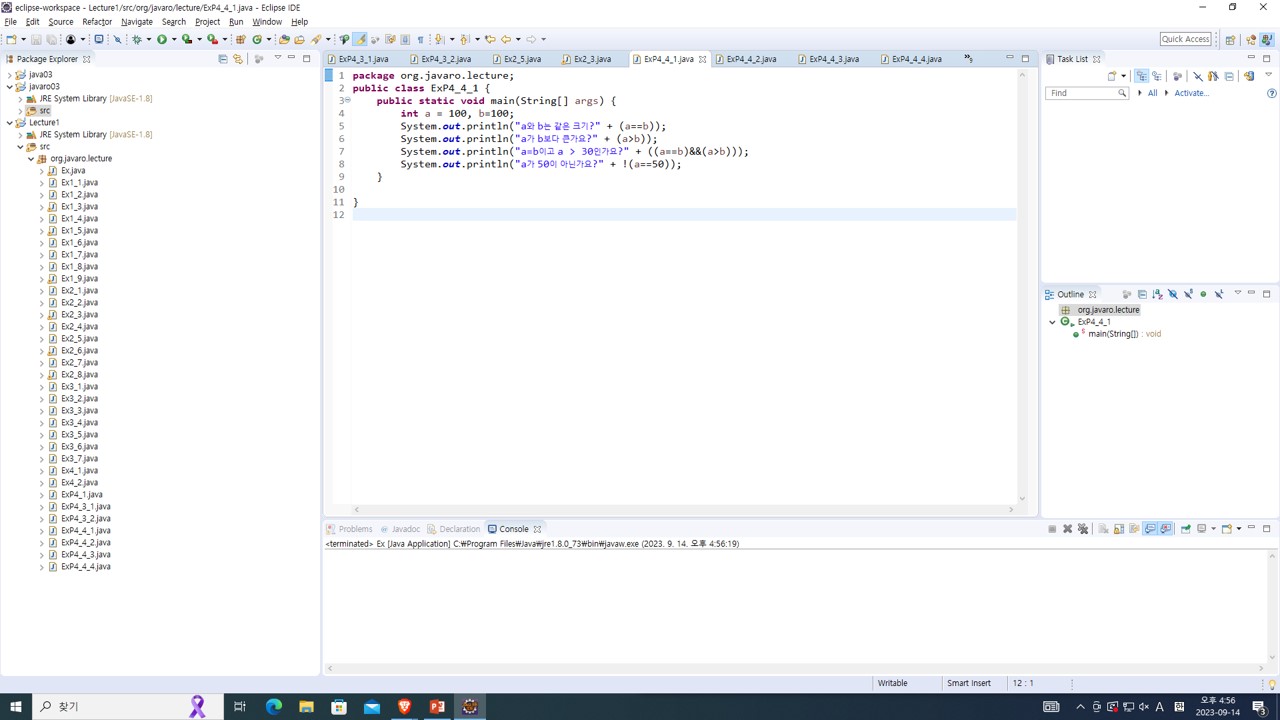 eclipse-workspace - Lecture1/src/org/javaro/lecture/ExP4_4_1.java - Eclipse IDE
File Edit Source Refactor Navigate Search Project Run Window Help
Quick Access
Package Explorer
java03
javaro03
JRE System Library [JavaSE-1.8]
src
Lecture1
JRE System Library [JavaSE-1.8]
src
org.javaro.lecture
Ex.java
Ex1_1.java
Ex1_2.java
Ex1_3.java
Ex1_4.java
Ex1_5.java
Ex1_6.java
Ex1_7.java
Ex1_8.java
Ex1_9.java
Ex2_1.java
Ex2_2.java
Ex2_3.java
Ex2_4.java
Ex2_5.java
Ex2_6.java
Ex2_7.java
Ex2_8.java
Ex3_1.java
Ex3_2.java
Ex3_3.java
Ex3_4.java
Ex3_5.java
Ex3_6.java
Ex3_7.java
Ex4_1.java
Ex4_2.java
ExP4_1.java
ExP4_3_1.java
ExP4_3_2.java
ExP4_4_1.java
ExP4_4_2.java
ExP4_4_3.java
ExP4_4_4.java
ExP4_3_1.java ExP4_3_2.java Ex2_5.java Ex2_3.java ExP4_4_1.java ExP4_4_2.java ExP4_4_3.java ExP4_4_4.java
1 package org.javaro.lecture;
2 public class ExP4_4_1 {
3 public static void main(String[] args) {
4 int a = 100, b=100;
5 System.out.println("a와 b는 같은 크기?" + (a==b));
6 System.out.println("a가 b보다 큰가요?" + (a>b));
7 System.out.println("a=b이고 a > 30인가요?" + ((a==b)&&(a>b)));
8 System.out.println("a가 50이 아닌가요?" + !(a==50));
9 }
10
11 }
12
Problems Javadoc Declaration Console
<terminated> Ex [Java Application] C:₩Program Files₩Java₩jre1.8.0_73₩bin₩javaw.exe (2023. 9. 14. 오후 4:56:19)
Task List
Find All Activate...
Outline
org.javaro.lecture
ExP4_4_1
main(String[]) : void
Writable Smart Insert 12 : 1
찾기
A 한
오후 4:56
2023-09-14
3